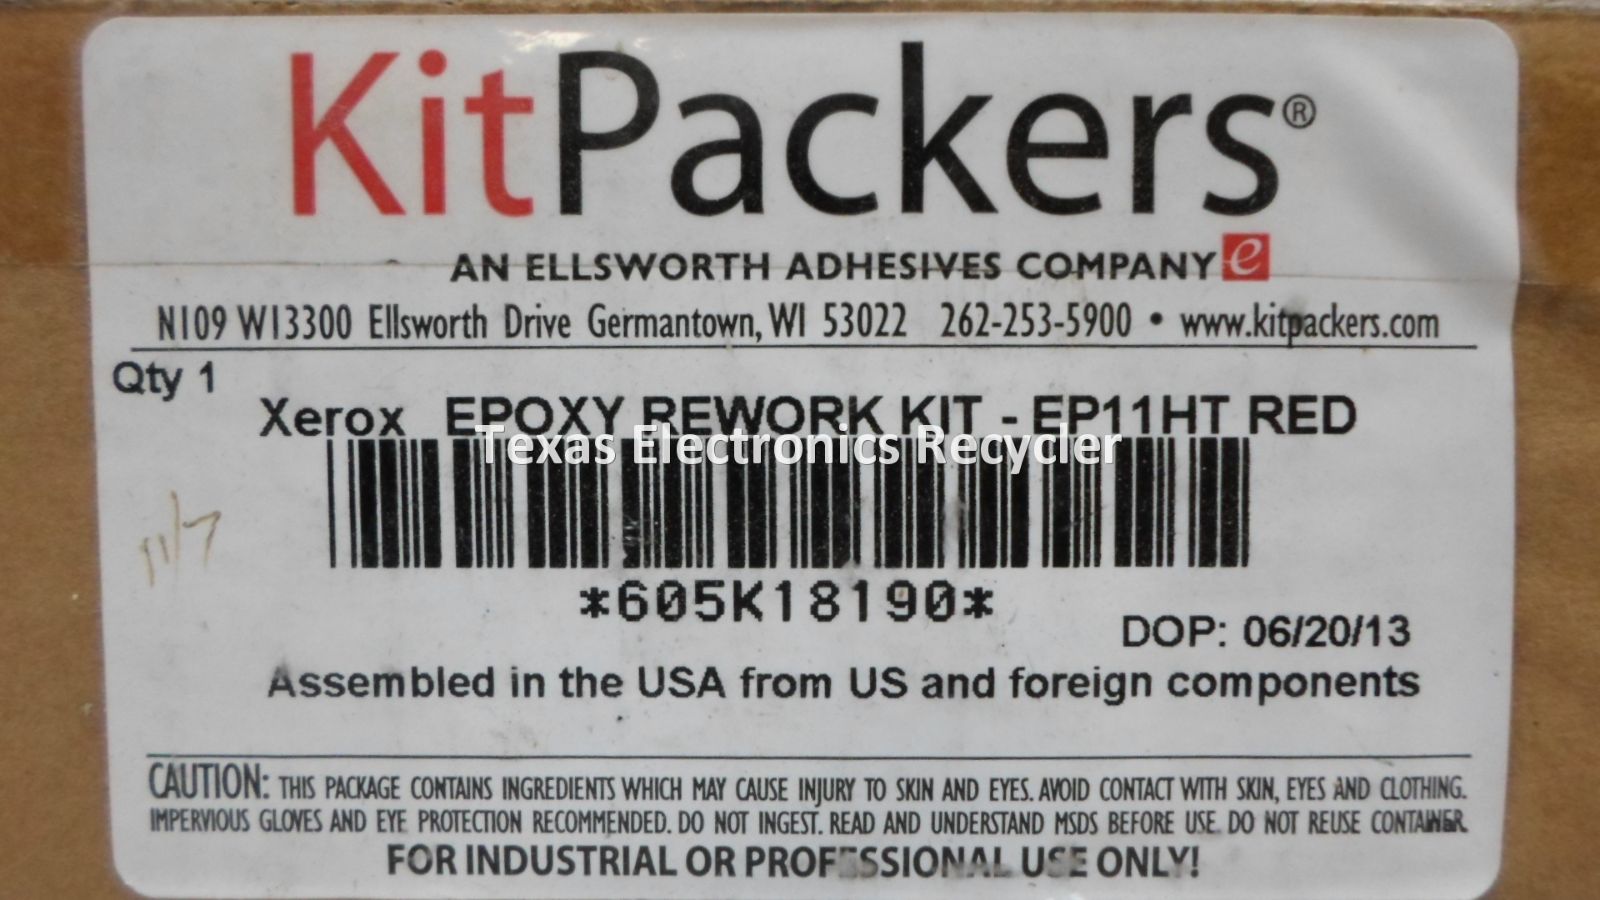 KitPackers®
AN ELLSWORTH ADHESIVES COMPANY e
N109 W13300 Ellsworth Drive Germantown, WI 53022 262-253-5900 • www.kitpackers.com
Qty 1
Xerox EPOXY REWORK KIT - EP11HT RED
Texas Electronics Recycler
11/7
*605K18190*
DOP: 06/20/13
Assembled in the USA from US and foreign components
CAUTION: THIS PACKAGE CONTAINS INGREDIENTS WHICH MAY CAUSE INJURY TO SKIN AND EYES. AVOID CONTACT WITH SKIN, EYES AND CLOTHING.
IMPERVIOUS GLOVES AND EYE PROTECTION RECOMMENDED. DO NOT INGEST. READ AND UNDERSTAND MSDS BEFORE USE. DO NOT REUSE CONTAINER.
FOR INDUSTRIAL OR PROFESSIONAL USE ONLY!